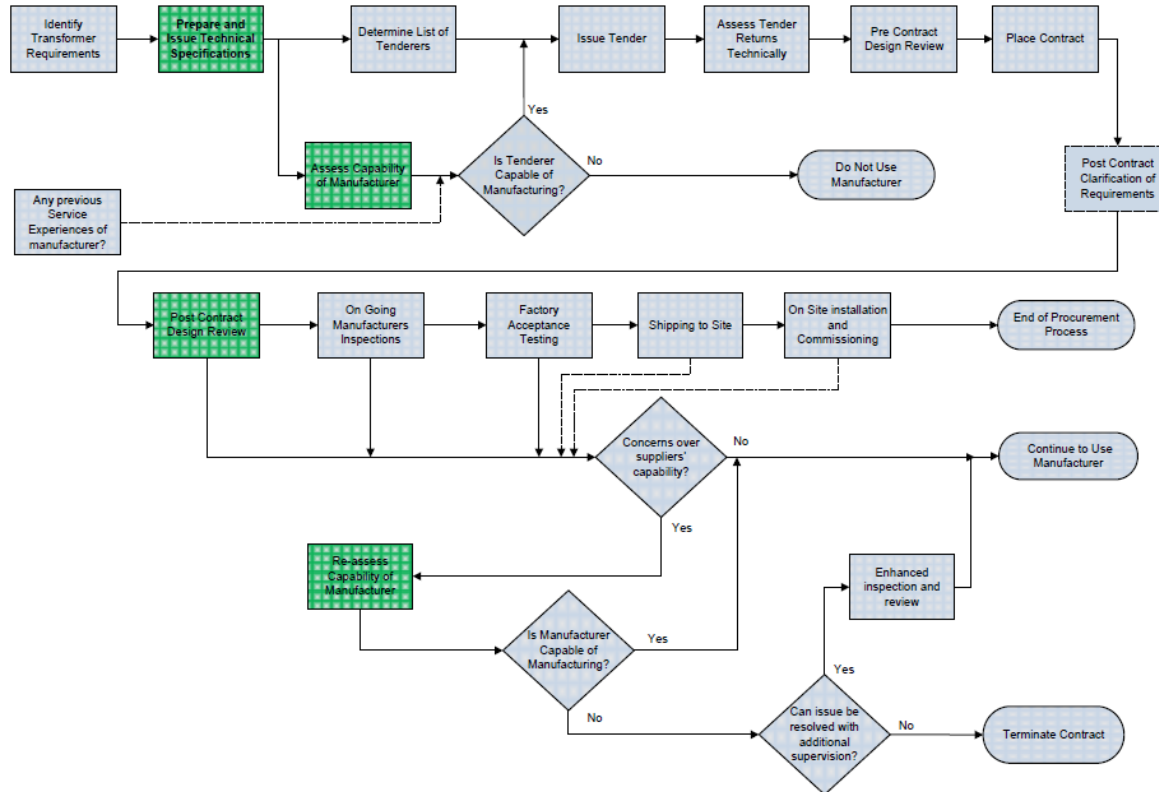 Identify
Transformer
Requirements
Prepare and
Issue Technical
Specifications
Determine List of
Tenderers
Issue Tender
Assess Tender
Returns
Technically
Pre Contract
Design Review
Place Contract
Yes
Assess Capability
of Manufacturer
Is Tenderer
Capable of
Manufacturing?
No
Do Not Use
Manufacturer
Post Contract
Clarification of
Requirements
Any previous
Service
Experiences of
manufacturer?
Post Contract
Design Review
On Going
Manufacturers
Inspections
Factory
Acceptance
Testing
Shipping to Site
On Site installation
and
Commissioning
End of Procurement
Process
Concerns over
suppliers'
capability?
No
Continue to Use
Manufacturer
Yes
Re-assess
Capability of
Manufacturer
Is Manufacturer
Capable of
Manufacturing?
Yes
Enhanced
inspection and
review
Yes
No
Can issue be
resolved with
additional
supervision?
No
Terminate Contract